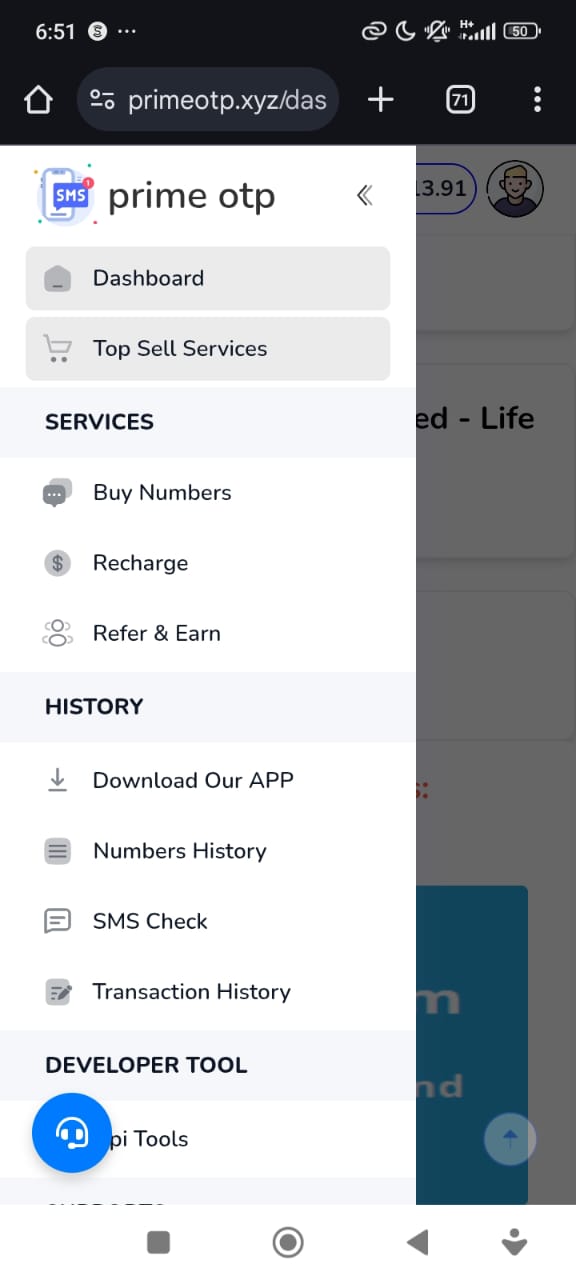 6:51
H+
50
primeotp.xyz/das
71
SMS
1
prime otp
13.91
Dashboard
Top Sell Services
ed - Life
SERVICES
Buy Numbers
Recharge
Refer & Earn
HISTORY
Download Our APP
Numbers History
SMS Check
Transaction History
m
DEVELOPER TOOL
nd
pi Tools